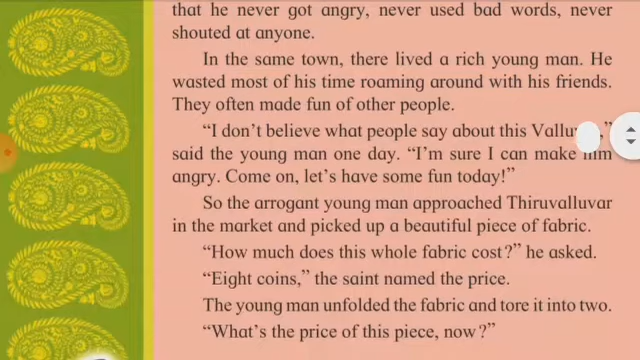 that he never got angry, never used bad words, never
shouted at anyone.
In the same town, there lived a rich young man. He
wasted most of his time roaming around with his friends.
They often made fun of other people.
“I don’t believe what people say about this
said the young man one day. “I’m sure I can make him
angry. Come on, let’s have some fun today!”
So the arrogant young man approached Thiruvalluvar
in the market and picked up a beautiful piece of fabric.
“How much does this whole fabric cost?” he asked.
“Eight coins,” the saint named the price.
The young man unfolded the fabric and tore it into two.
“What’s the price of this piece, now?”